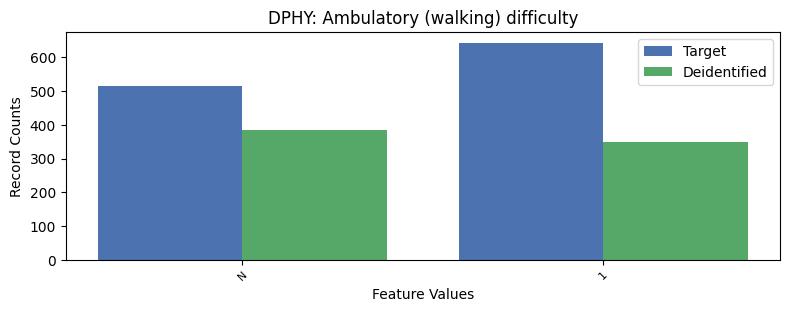 DPHY: Ambulatory (walking) difficulty
Target
Deidentified
Record Counts
600
500
400
300
200
100
0
N
1
Feature Values